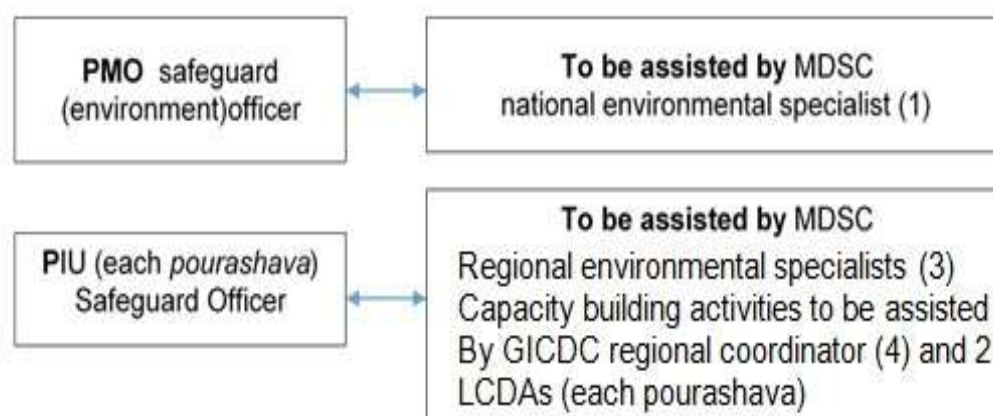 PMO safeguard
(environment)officer
To be assisted by MDSC
national environmental specialist (1)
PIU (each pourashava)
Safeguard Officer
To be assisted by MDSC
Regional environmental specialists (3)
Capacity building activities to be assisted
By GICDC regional coordinator (4) and 2
LCDAs (each pourashava)